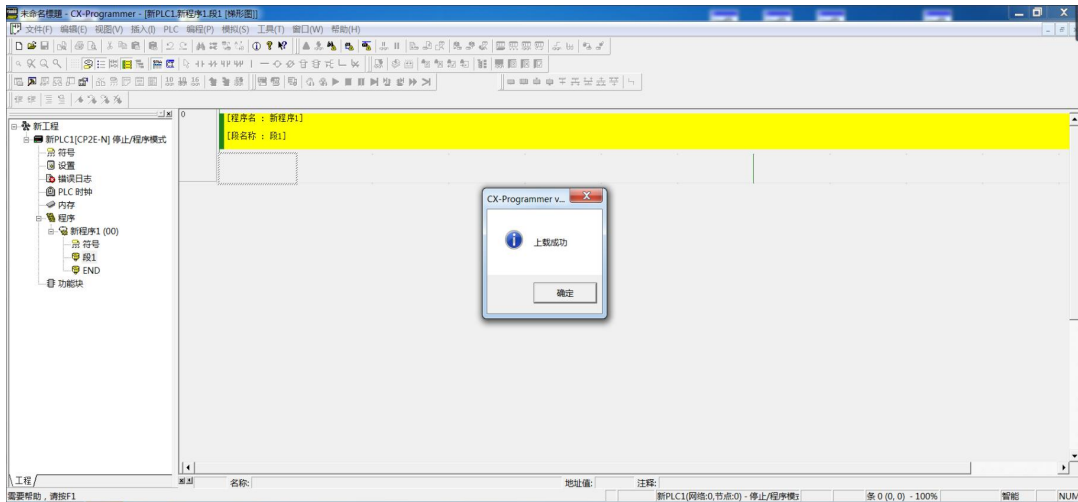 未命名標題 - CX-Programmer - [新PLC1.新程序1.段1 [梯形图]]
文件(F) 编辑(E) 视图(V) 插入(I) PLC 编程(P) 模拟(S) 工具(T) 窗口(W) 帮助(H)
0
[程序名 : 新程序1]
[段名称 : 段1]
新工程
新PLC1[CP2E-N] 停止/程序模式
符号
设置
错误日志
PLC 时钟
内存
程序
新程序1 (00)
符号
段1
END
功能块
CX-Programmer v...
上载成功
确定
工程
名称:
地址值:
注释:
需要帮助，请按F1
新PLC1(网络:0,节点:0) - 停止/程序模
条 0 (0, 0) - 100%
智能
NUM